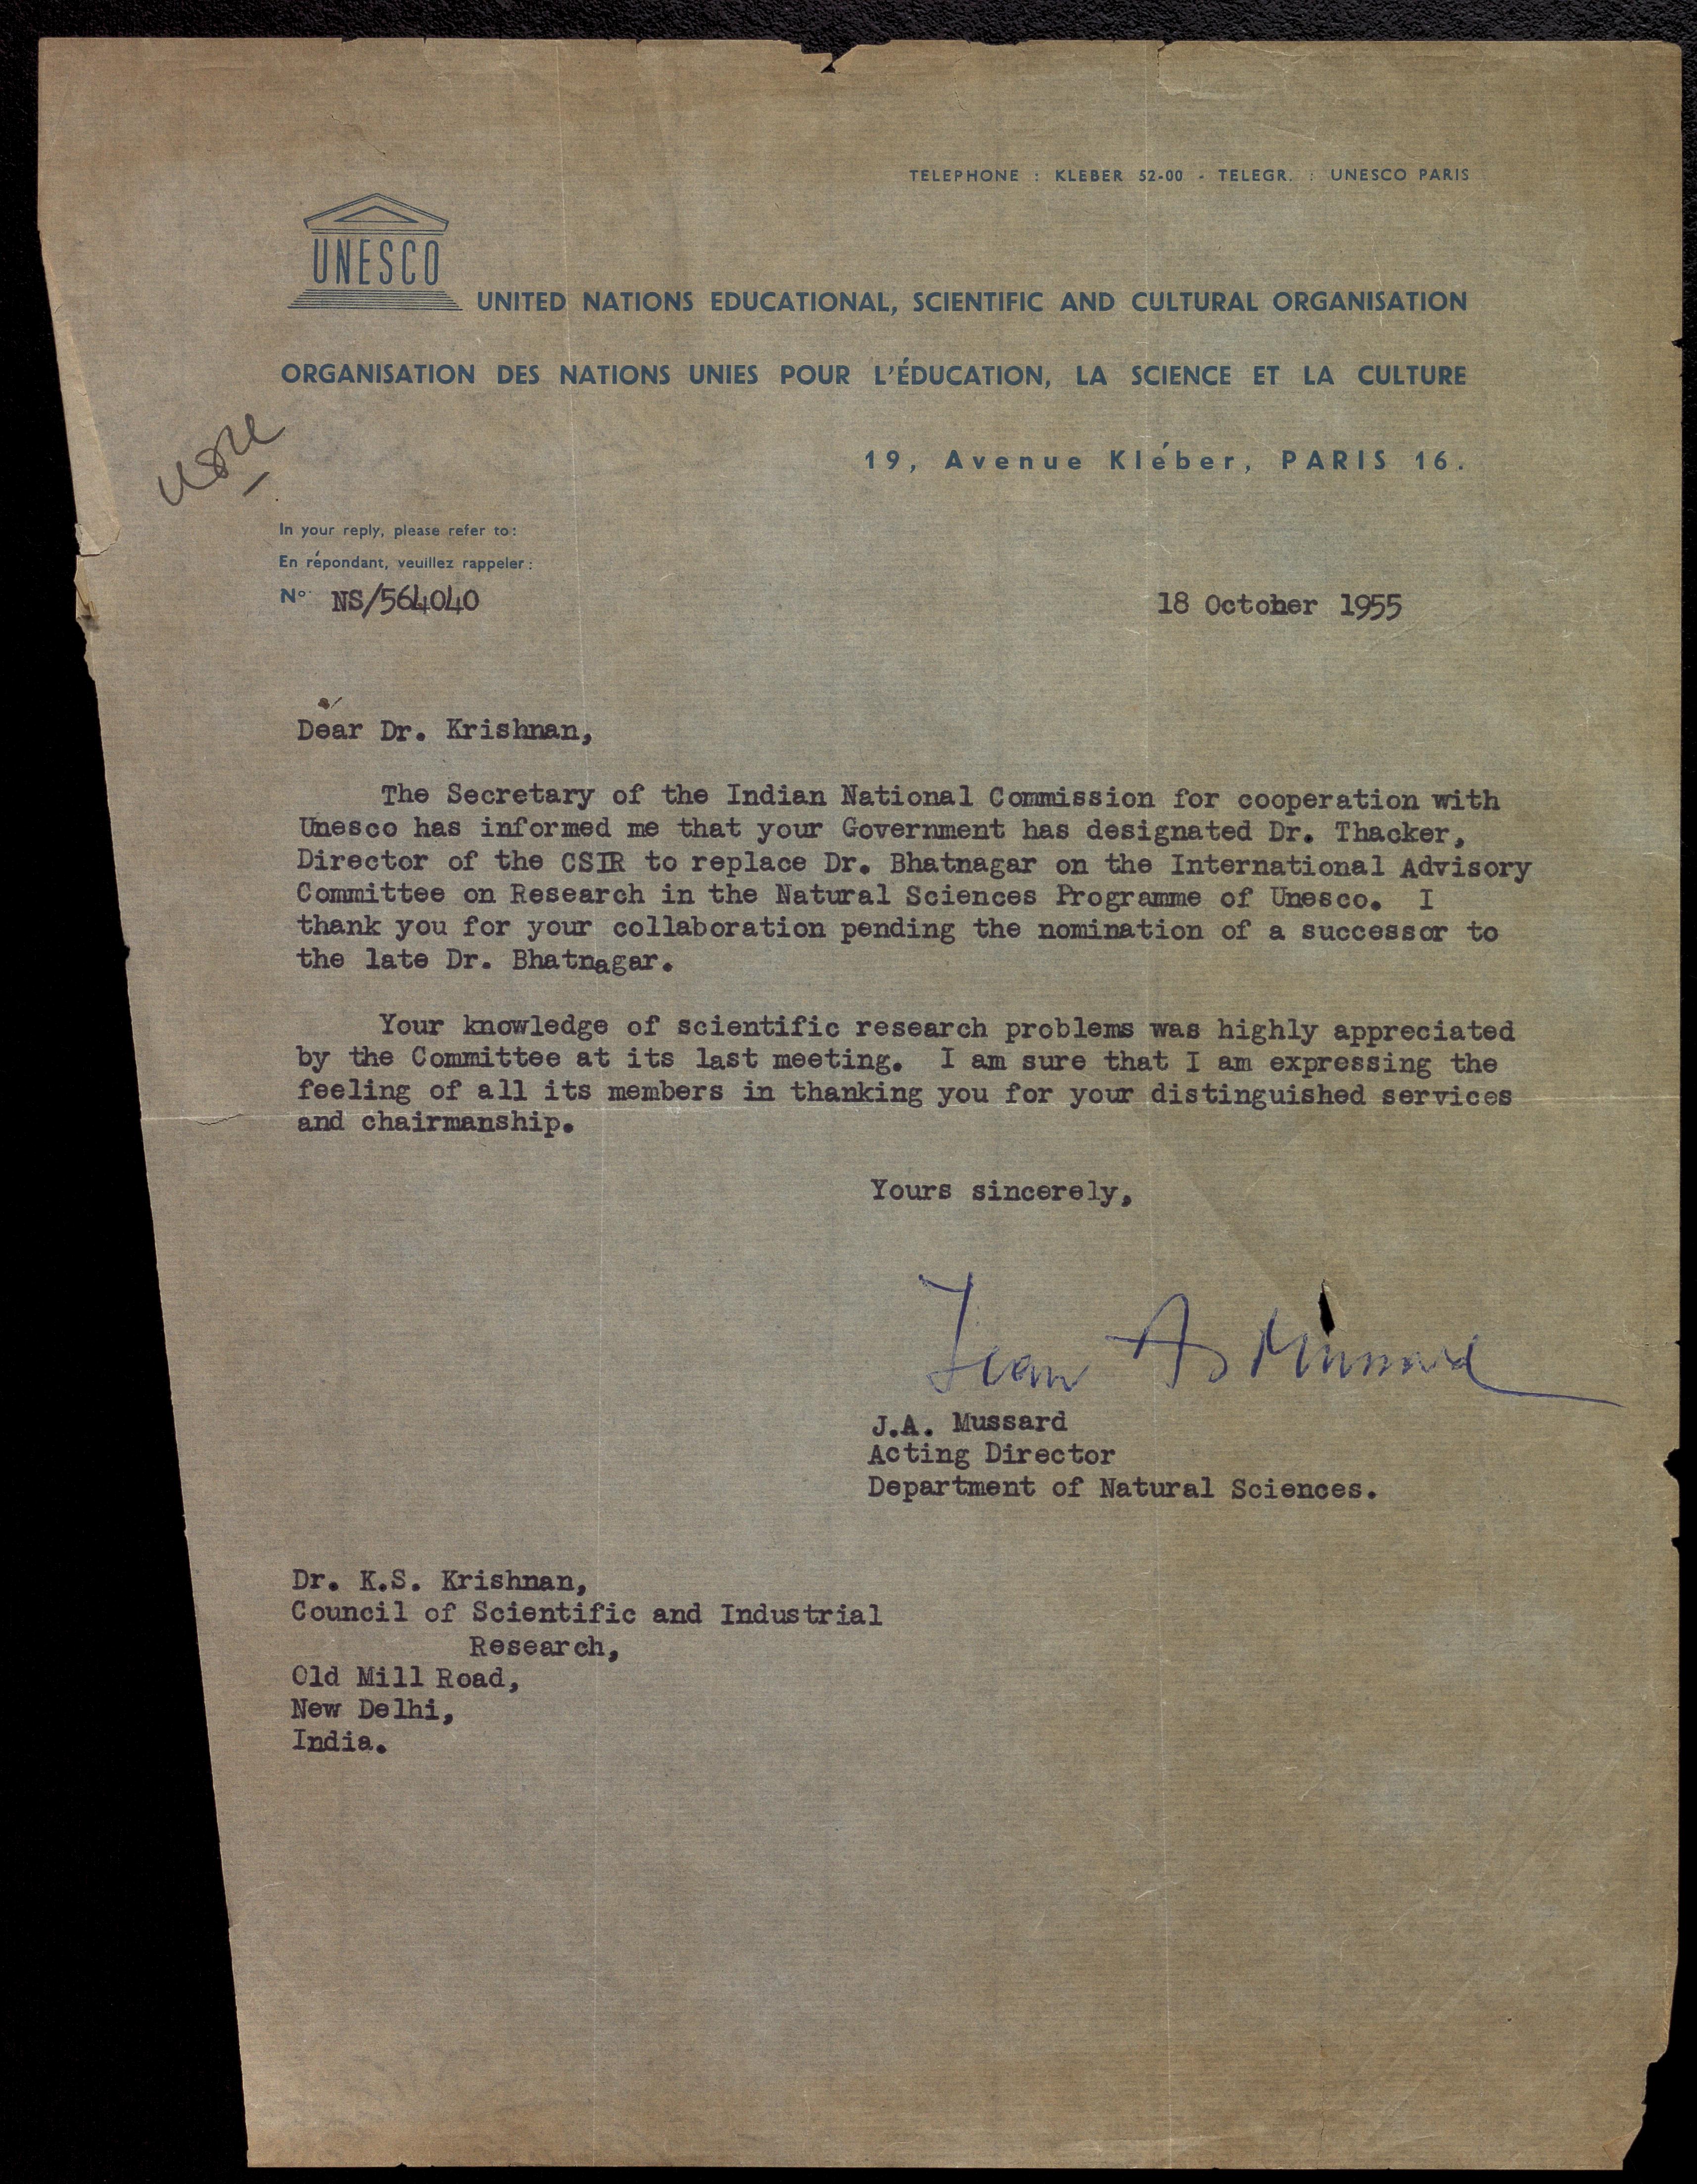 TELEPHONE : KLEBER 52-00 - TELEGR. : UNESCO PARIS
UNESCO
UNITED NATIONS EDUCATIONAL, SCIENTIFIC AND CULTURAL ORGANISATION
ORGANISATION DES NATIONS UNIES POUR L'ÉDUCATION, LA SCIENCE ET LA CULTURE
19, Avenue Kléber, PARIS 16.
In your reply, please refer to:
En répondant, veuillez rappeler:
No. NS/564040
18 October 1955
Dear Dr. Krishnan,
The Secretary of the Indian National Commission for cooperation with
Unesco has informed me that your Government has designated Dr. Thacker,
Director of the CSIR to replace Dr. Bhatnagar on the International Advisory
Committee on Research in the Natural Sciences Programme of Unesco. I
thank you for your collaboration pending the nomination of a successor to
the late Dr. Bhatnagar.
Your knowledge of scientific research problems was highly appreciated
by the Committee at its last meeting. I am sure that I am expressing the
feeling of all its members in thanking you for your distinguished services
and chairmanship.
Yours sincerely,
Jean A Mussard
J.A. Mussard
Acting Director
Department of Natural Sciences.
Dr. K.S. Krishnan,
Council of Scientific and Industrial
Research,
Old Mill Road,
New Delhi,
India.